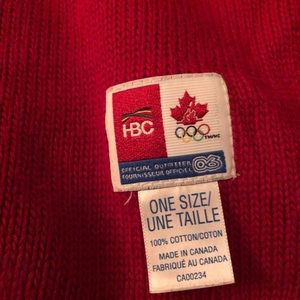 HBC
OFFICIAL OUTFITTER
FOURNISSEUR OFFICIEL
06
ONE SIZE/
UNE TAILLE
100% COTTON/COTON
MADE IN CANADA
FABRIQUÉ AU CANADA
CA00234